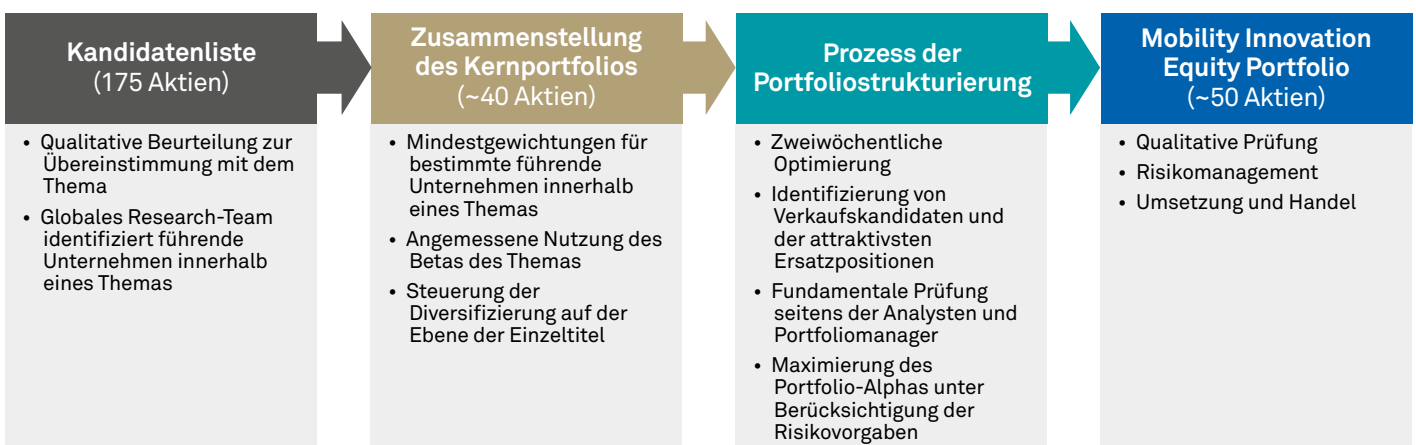 Kandidatenliste
(175 Aktien)
• Qualitative Beurteilung zur
Übereinstimmung mit dem
Thema
• Globales Research-Team
identifiziert führende
Unternehmen innerhalb
eines Themas
Zusammenstellung
des Kernportfolios
(~40 Aktien)
• Mindestgewichtungen für
bestimmte führende
Unternehmen innerhalb
eines Themas
• Angemessene Nutzung des
Betas des Themas
• Steuerung der
Diversifizierung auf der
Ebene der Einzeltitel
Prozess der
Portfoliostrukturierung
• Zweiwöchentliche
Optimierung
• Identifizierung von
Verkaufskandidaten und
der attraktivsten
Ersatzpositionen
• Fundamentale Prüfung
seitens der Analysten und
Portfoliomanager
• Maximierung des
Portfolio-Alphas unter
Berücksichtigung der
Risikovorgaben
Mobility Innovation
Equity Portfolio
(~50 Aktien)
• Qualitative Prüfung
• Risikomanagement
• Umsetzung und Handel